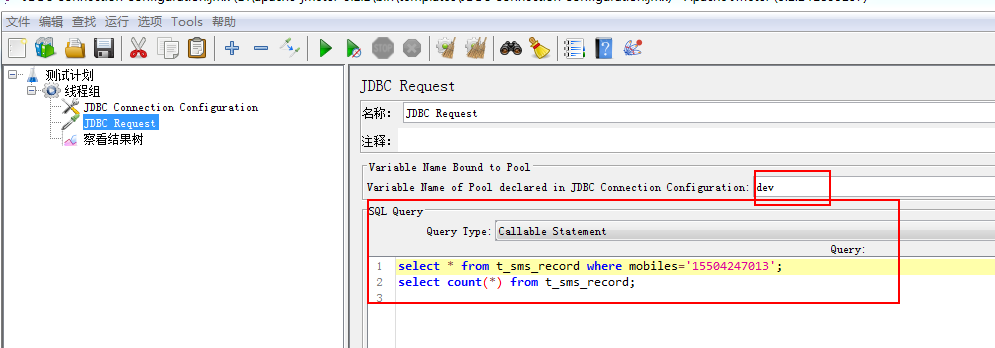 文件 编辑 查找 运行 选项 Tools 帮助
测试计划
线程组
JDBC Connection Configuration
JDBC Request
察看结果树
JDBC Request
名称: JDBC Request
注释:
Variable Name Bound to Pool
Variable Name of Pool declared in JDBC Connection Configuration: dev
SQL Query
Query Type: Callable Statement
Query:
1 select * from t_sms_record where mobiles='15504247013';
2 select count(*) from t_sms_record;
3